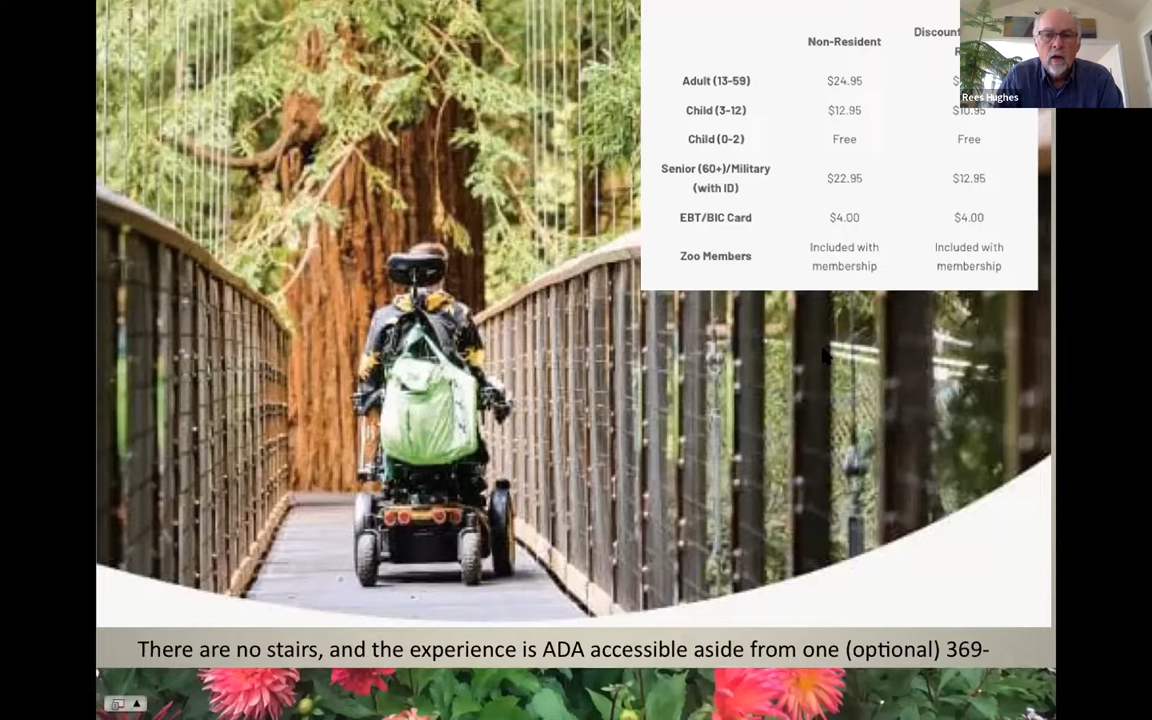 Non-Resident Discount
Adult (13-59) $24.95
Child (3-12) $12.95 $10.95
Child (0-2) Free Free
Senior (60+)/Military
(with ID) $22.95 $12.95
EBT/BIC Card $4.00 $4.00
Zoo Members Included with
membership Included with
membership
Rees Hughes
There are no stairs, and the experience is ADA accessible aside from one (optional) 369-